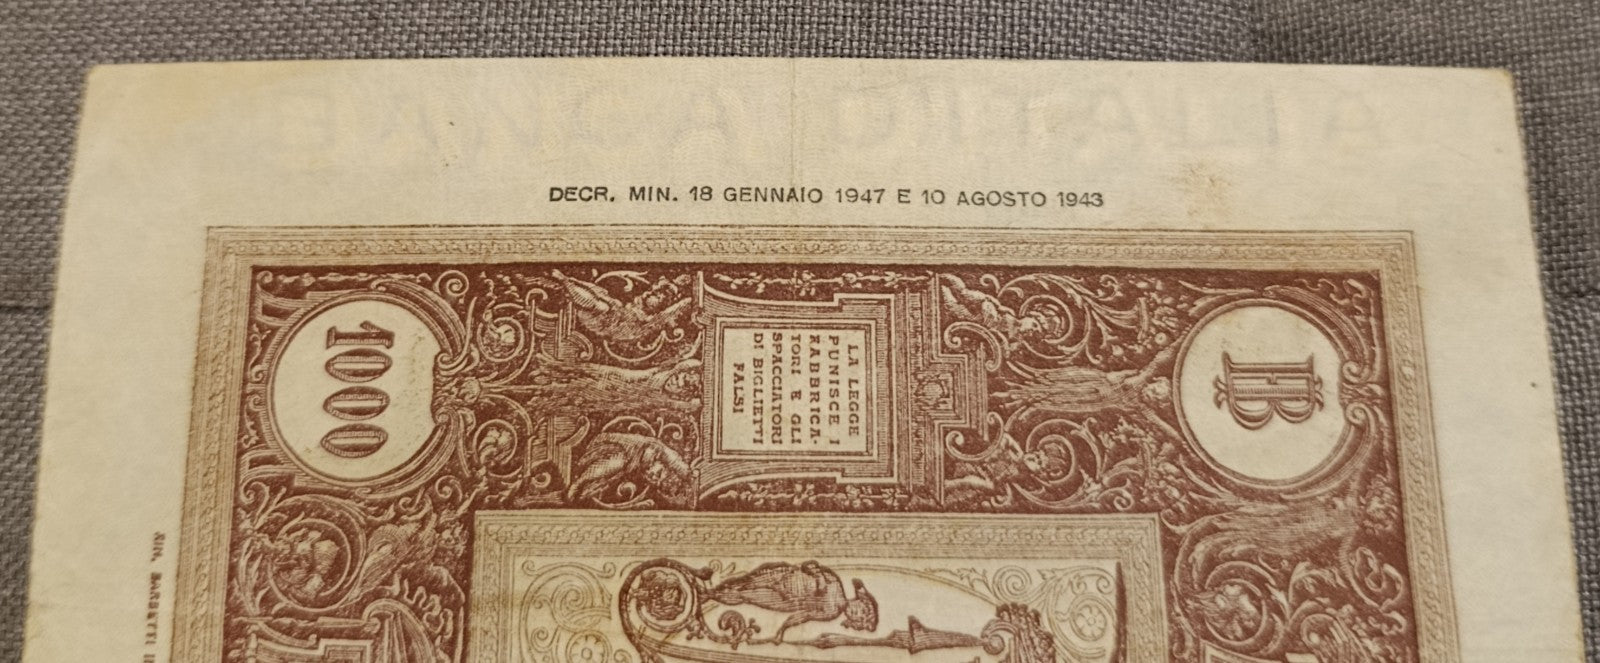 DECR. MIN. 18 GENNAIO 1947 E 10 AGOSTO 1943
1000
LA LEGGE
PUNISCE I
FABBRICA-
TORI E GLI
SPACCIATORI
DI BIGLIETTI
FALSI
B
BARBETTI